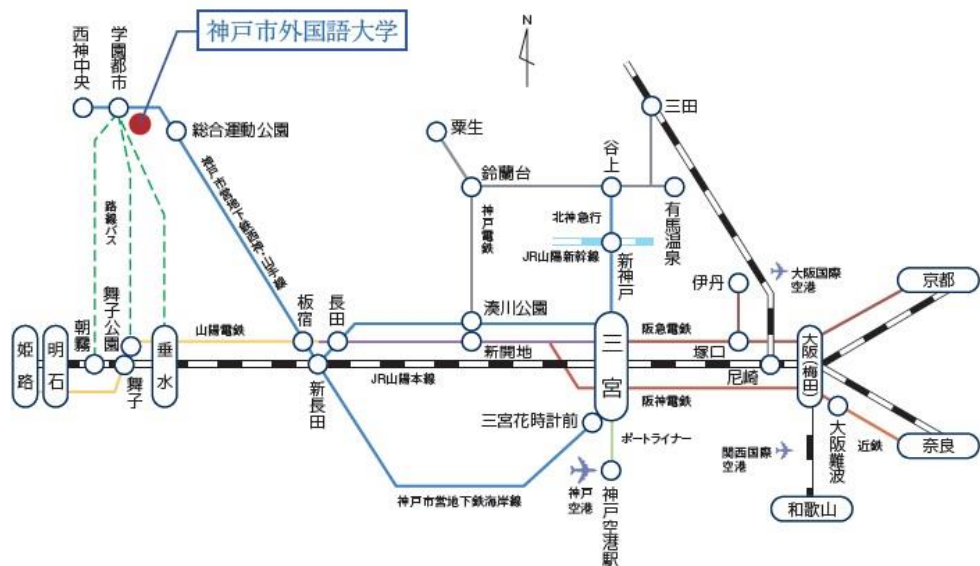 神戸市外国語大学
N
西神中央
学園都市
総合運動公園
三田
粟生
谷上
鈴蘭台
有馬温泉
神戸市営地下鉄西神・山手線
路線バス
神戸電鉄
北神急行
JR山陽新幹線
新神戸
大阪国際
空港
伊丹
京都
湊川公園
板宿
長田
舞子公園
朝霧
山陽電鉄
阪急電鉄
姫路
明石
垂水
舞子
新開地
三宮
塚口
尼崎
大阪(梅田)
JR山陽本線
新長田
阪神電鉄
三宮花時計前
ポートライナー
関西国際
空港
大阪難波
近鉄
奈良
神戸
空港
神戸空港駅
神戸市営地下鉄海岸線
和歌山